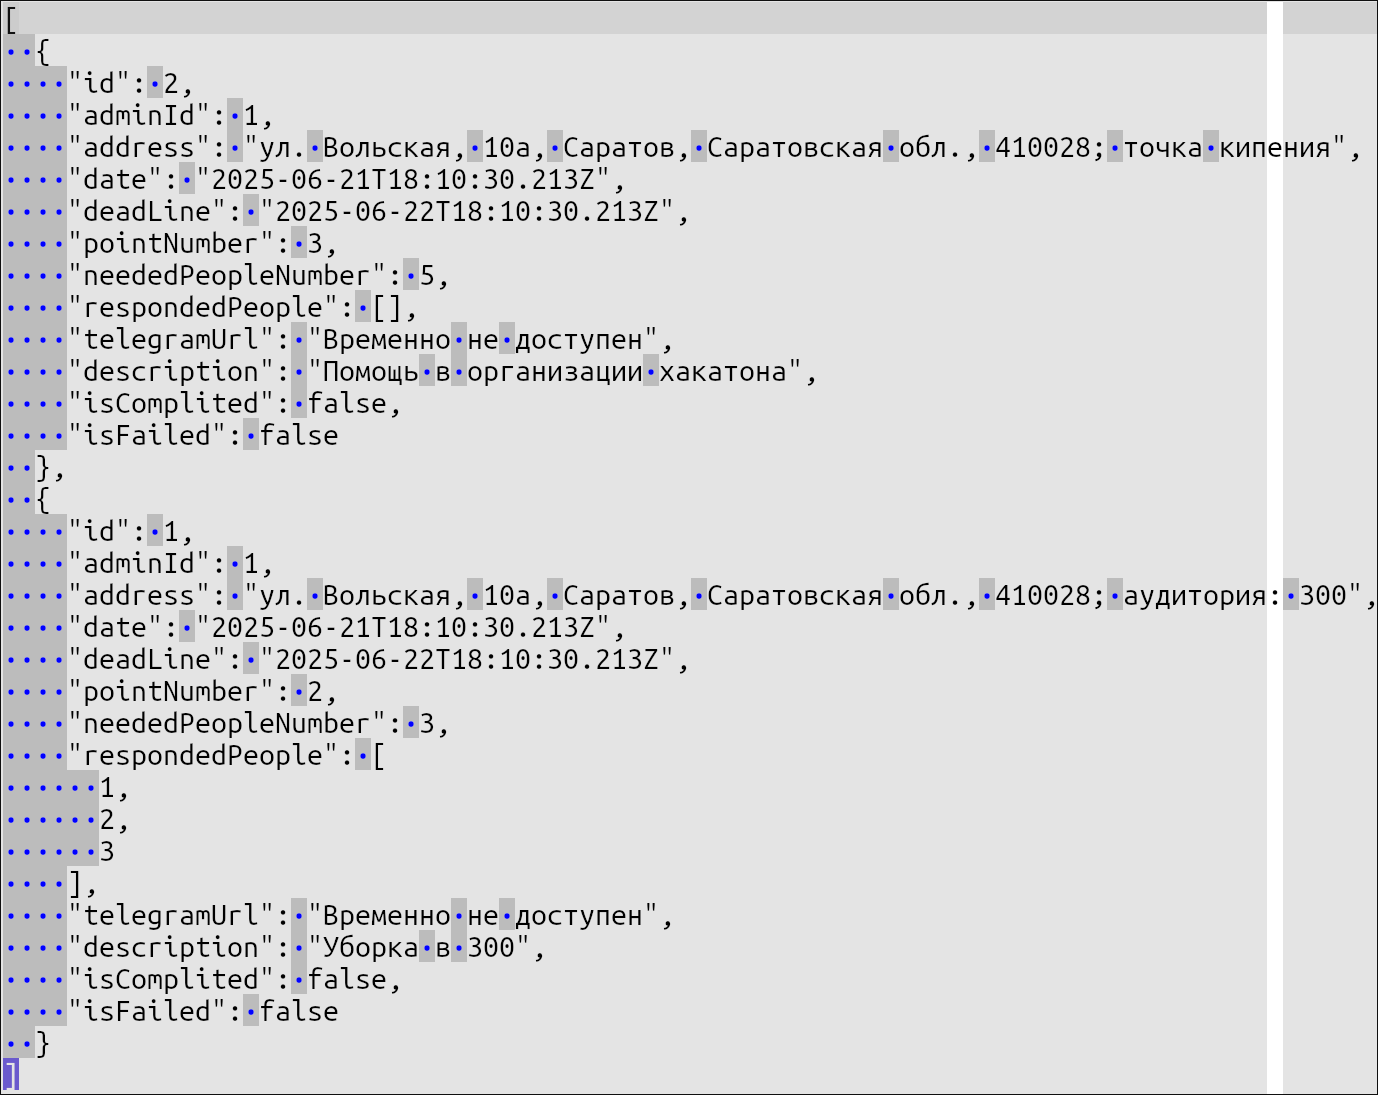 [
  {
    "id": 2,
    "adminId": 1,
    "address": "ул. Вольская, 10а, Саратов, Саратовская обл., 410028; точка кипения",
    "date": "2025-06-21T18:10:30.213Z",
    "deadLine": "2025-06-22T18:10:30.213Z",
    "pointNumber": 3,
    "neededPeopleNumber": 5,
    "respondedPeople": [],
    "telegramUrl": "Временно не доступен",
    "description": "Помощь в организации хакатона",
    "isComplited": false,
    "isFailed": false
  },
  {
    "id": 1,
    "adminId": 1,
    "address": "ул. Вольская, 10а, Саратов, Саратовская обл., 410028; аудитория: 300",
    "date": "2025-06-21T18:10:30.213Z",
    "deadLine": "2025-06-22T18:10:30.213Z",
    "pointNumber": 2,
    "neededPeopleNumber": 3,
    "respondedPeople": [
      1,
      2,
      3
    ],
    "telegramUrl": "Временно не доступен",
    "description": "Уборка в 300",
    "isComplited": false,
    "isFailed": false
  }
]